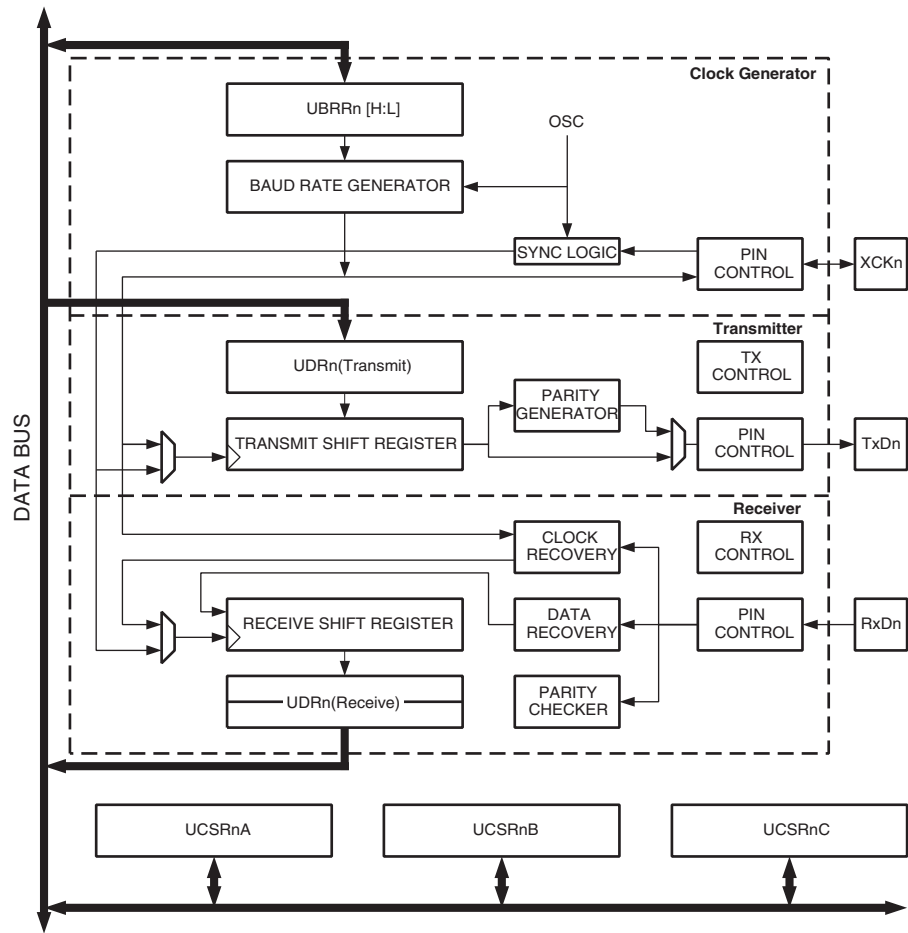 Clock Generator
UBRRn [H:L]
OSC
BAUD RATE GENERATOR
SYNC LOGIC
PIN
CONTROL
XCKn
DATA BUS
Transmitter
UDRn(Transmit)
TX
CONTROL
PARITY
GENERATOR
TRANSMIT SHIFT REGISTER
PIN
CONTROL
TxDn
Receiver
CLOCK
RECOVERY
RX
CONTROL
RECEIVE SHIFT REGISTER
DATA
RECOVERY
PIN
CONTROL
RxDn
UDRn(Receive)
PARITY
CHECKER
UCSRnA
UCSRnB
UCSRnC